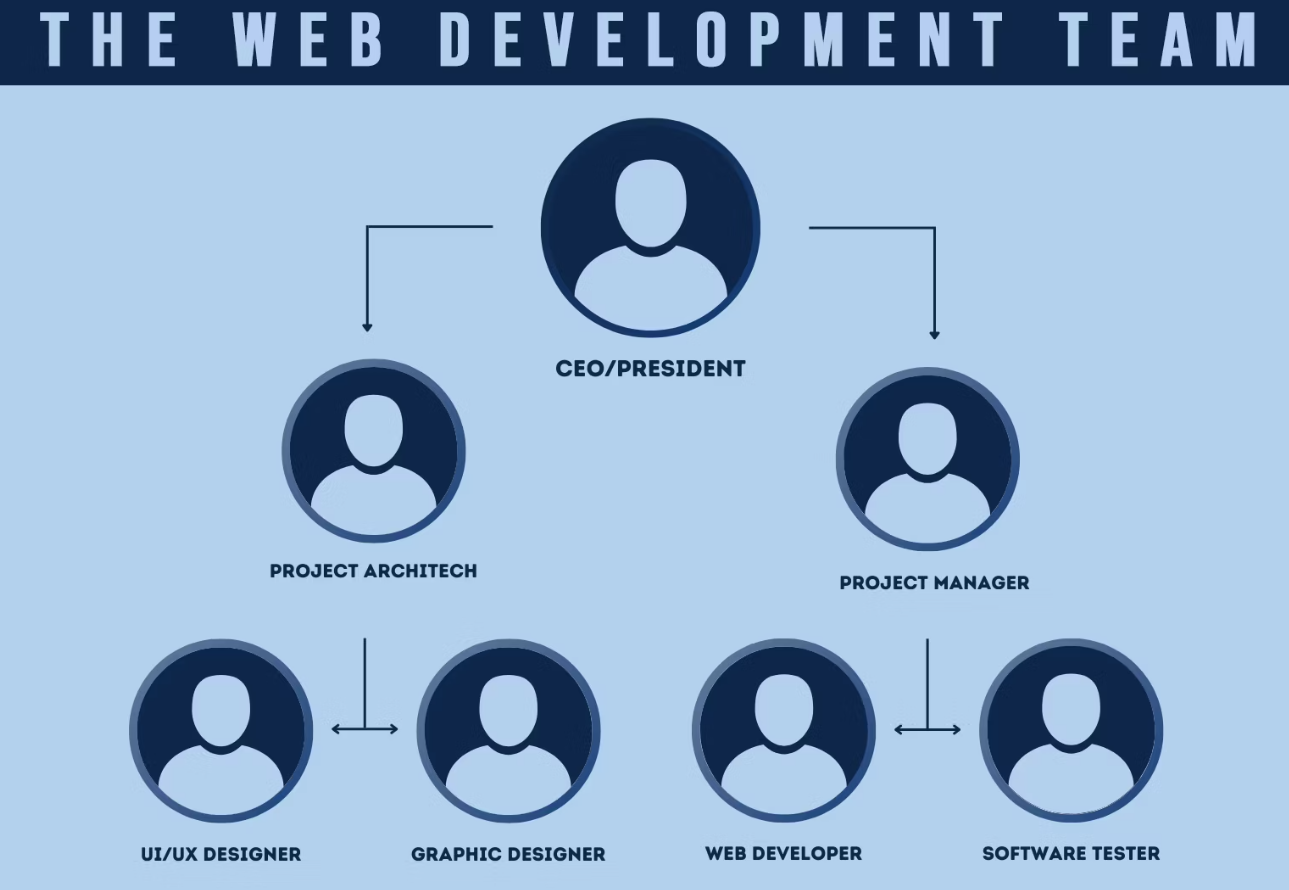 THE WEB DEVELOPMENT TEAM
CEO/PRESIDENT
PROJECT ARCHITECH
PROJECT MANAGER
UI/UX DESIGNER
GRAPHIC DESIGNER
WEB DEVELOPER
SOFTWARE TESTER